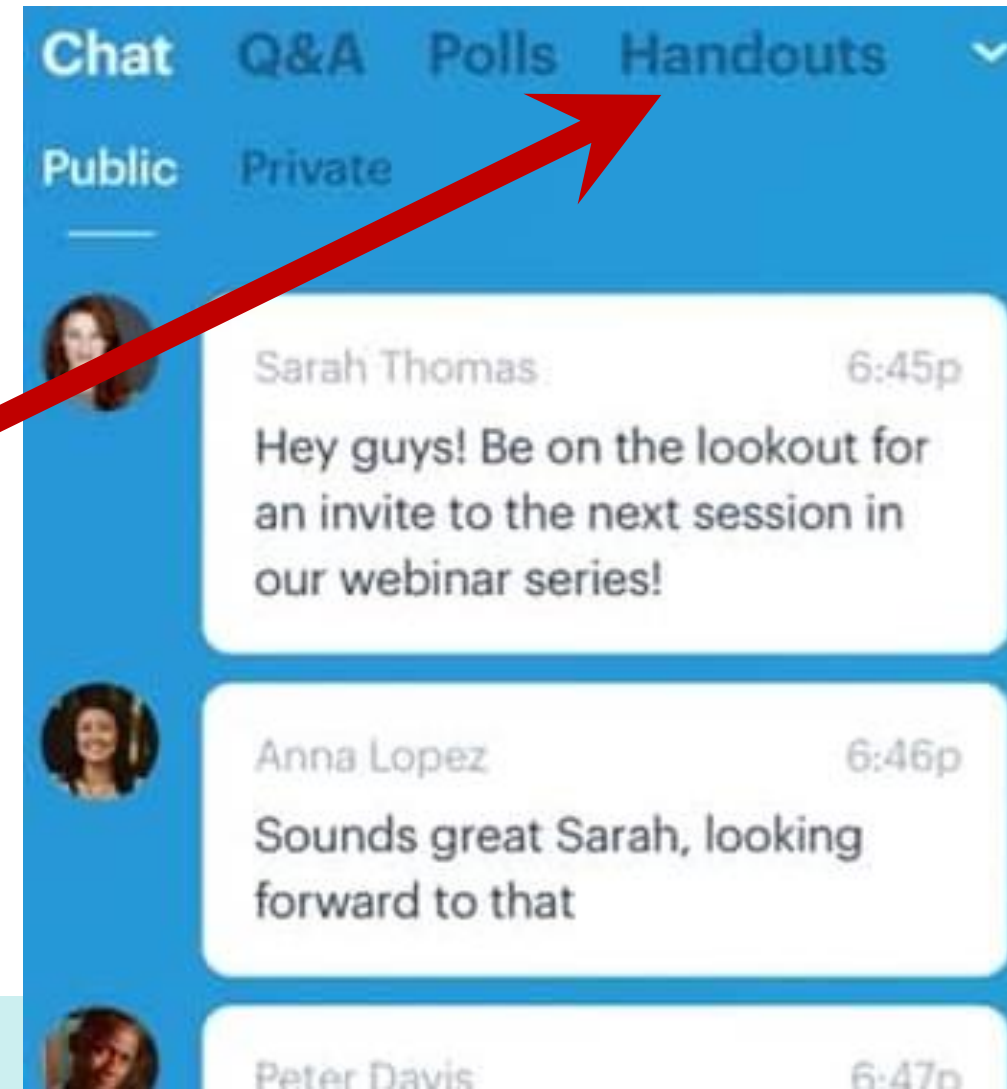 Chat Q&A Polls Handouts
Public Private
Sarah Thomas 6:45p
Hey guys! Be on the lookout for
an invite to the next session in
our webinar series!
Anna Lopez 6:46p
Sounds great Sarah, looking
forward to that
Peter Davis 6:47p